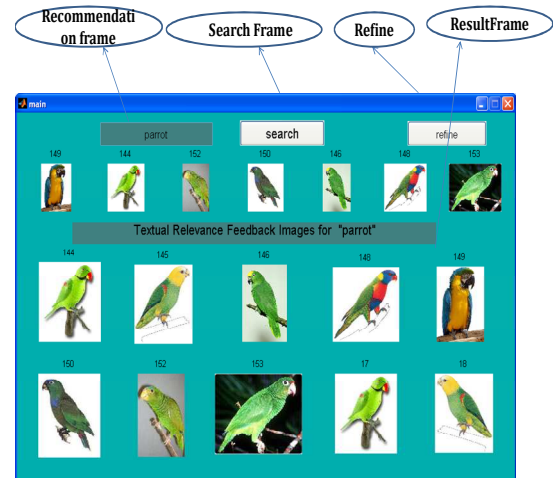 Recommendati
on frame
Search Frame
Refine
ResultFrame
main
parrot
search
refine
149 144 152 150 146 148 153
Textual Relevance Feedback Images for "parrot"
144 145 146 148 149
150 152 153 17 18